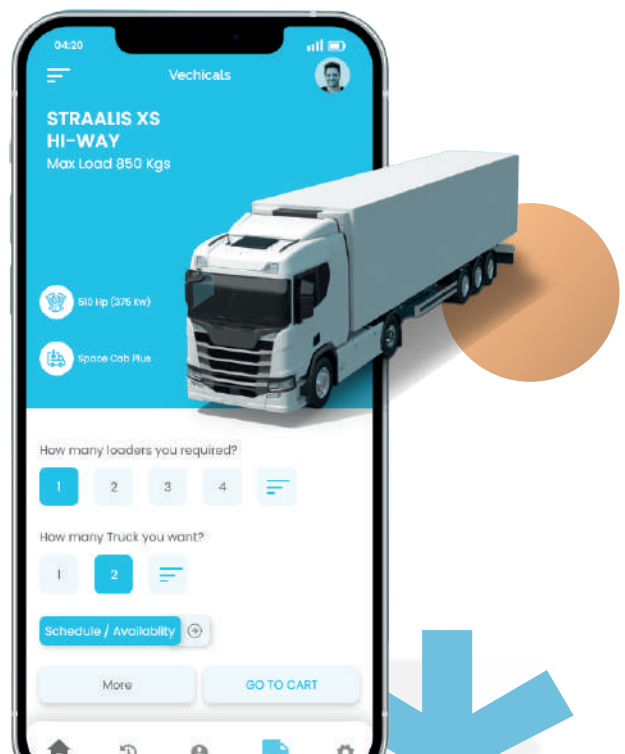 04:20
Vechicals
STRAALIS XS
HI-WAY
Max Load 850 Kgs
510 Hp (375 Kw)
Space Cab Plus
How many loaders you required?
1 2 3 4
How many Truck you want?
1 2
Schedule / Availablity
More GO TO CART